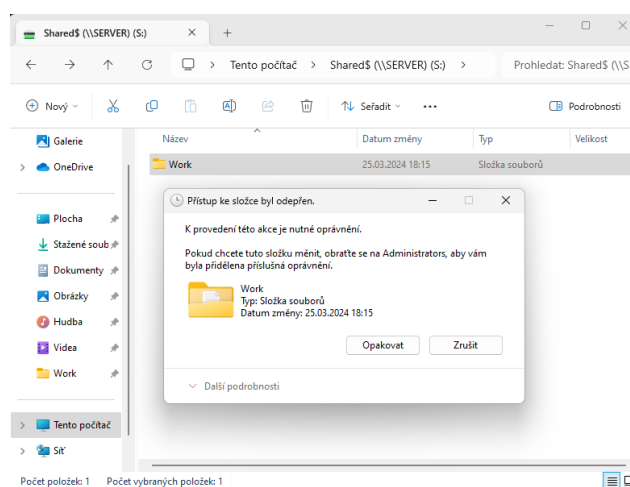 Shared$ (\\SERVER) (S:)
Tento počítač > Shared$ (\\SERVER) (S:) >
Prohledat: Shared$ (\\S
Nový
Seřadit
Podrobnosti
Galerie
OneDrive
Plocha
Stažené soub
Dokumenty
Obrázky
Hudba
Videa
Work
Tento počítač
Síť
Název Datum změny Typ Velikost
Work 25.03.2024 18:15 Složka souborů
Přístup ke složce byl odepřen.
K provedení této akce je nutné oprávnění.
Pokud chcete tuto složku měnit, obraťte se na Administrators, aby vám
byla přidělena příslušná oprávnění.
Work
Typ: Složka souborů
Datum změny: 25.03.2024 18:15
Opakovat Zrušit
Další podrobnosti
Počet položek: 1 Počet vybraných položek: 1